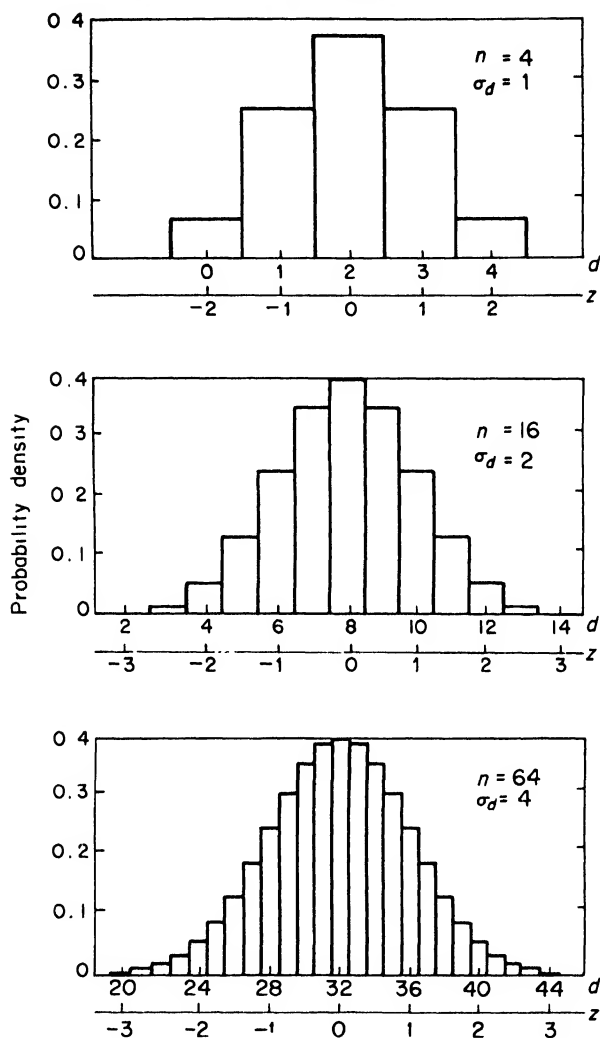 0 4
0.3
0.2
0.1
0
n = 4
σd = 1
0 1 2 3 4 d
-2 -1 0 1 2 z
Probability density
0.4
0 3
0 2
0.1
0
n = 16
σd = 2
2 4 6 8 10 12 14 d
-3 -2 -1 0 1 2 3 z
0 4
0.3
0.2
0.1
0
n = 64
σd = 4
20 24 28 32 36 40 44 d
-3 -2 -1 0 1 2 3 z